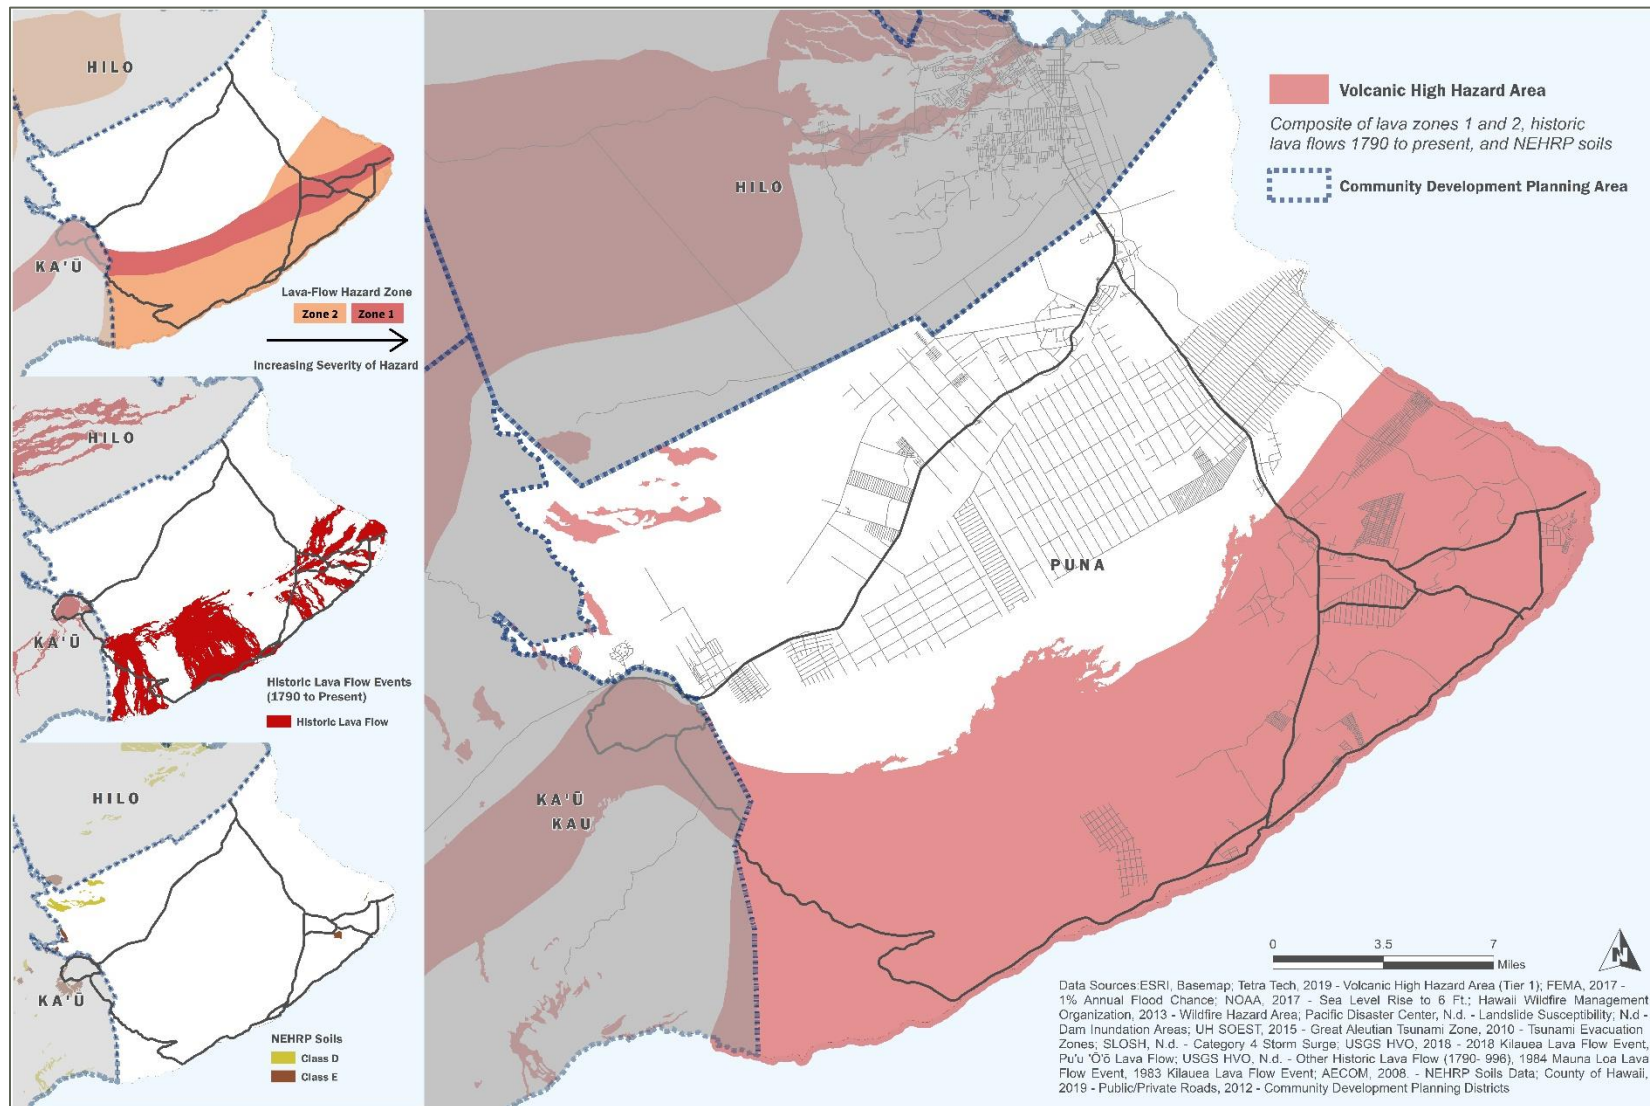 HILO
KA'Ū
Lava-Flow Hazard Zone
Zone 2
Zone 1
Increasing Severity of Hazard
HILO
KA'Ū
Historic Lava Flow Events
(1790 to Present)
Historic Lava Flow
HILO
KA'Ū
NEHRP Soils
Class D
Class E
HILO
PUNA
KA'Ū
KAU
Volcanic High Hazard Area
Composite of lava zones 1 and 2, historic
lava flows 1790 to present, and NEHRP soils
Community Development Planning Area
0 3.5 7
Miles
N
Data Sources:ESRI, Basemap; Tetra Tech, 2019 - Volcanic High Hazard Area (Tier 1); FEMA, 2017 -
1% Annual Flood Chance; NOAA, 2017 - Sea Level Rise to 6 Ft.; Hawaii Wildfire Management
Organization, 2013 - Wildfire Hazard Area; Pacific Disaster Center, N.d. - Landslide Susceptibility; N.d -
Dam Inundation Areas; UH SOEST, 2015 - Great Aleutian Tsunami Zone, 2010 - Tsunami Evacuation
Zones; SLOSH, N.d. - Category 4 Storm Surge; USGS HVO, 2018 - 2018 Kilauea Lava Flow Event,
Pu'u 'Ō'ō Lava Flow; USGS HVO, N.d. - Other Historic Lava Flow (1790- 996), 1984 Mauna Loa Lava
Flow Event, 1983 Kilauea Lava Flow Event; AECOM, 2008. - NEHRP Soils Data; County of Hawaii,
2019 - Public/Private Roads, 2012 - Community Development Planning Districts